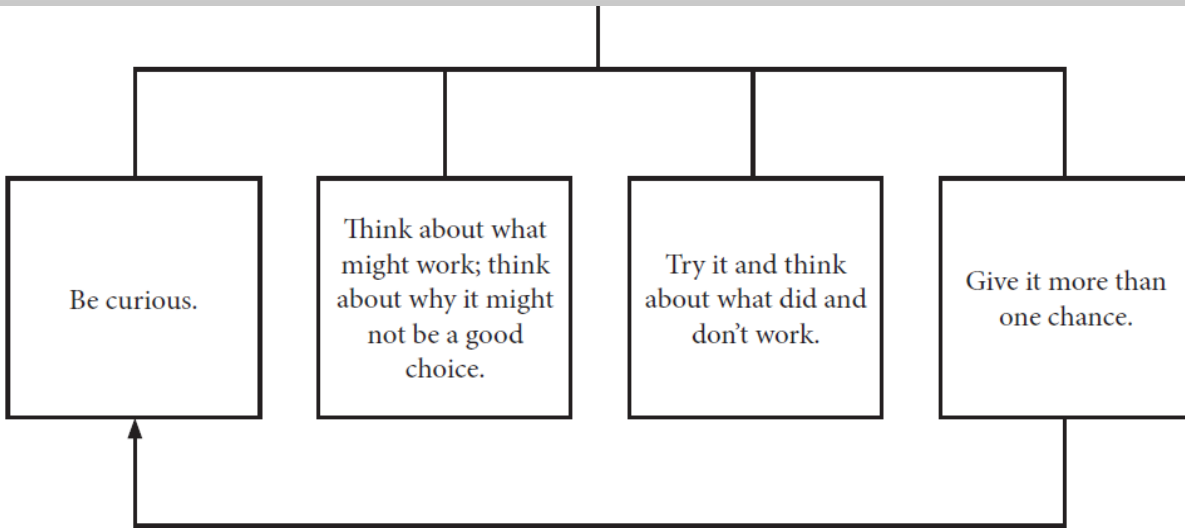 Be curious.
Think about what
might work; think
about why it might
not be a good
choice.
Try it and think
about what did and
don’t work.
Give it more than
one chance.